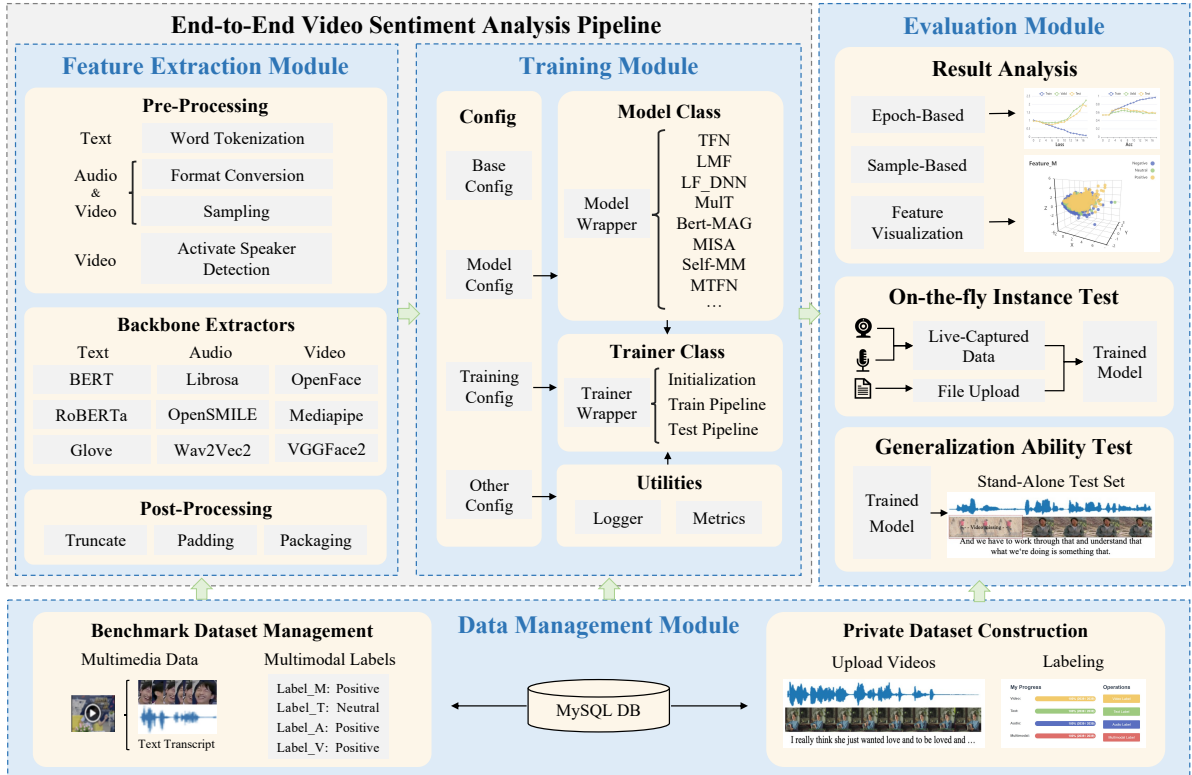 End-to-End Video Sentiment Analysis Pipeline
Feature Extraction Module
Pre-Processing
Text
Word Tokenization
Audio
&
Video
Format Conversion
Sampling
Video
Activate Speaker
Detection
Backbone Extractors
Text Audio Video
BERT Librosa OpenFace
RoBERTa OpenSMILE Mediapipe
Glove Wav2Vec2 VGGFace2
Post-Processing
Truncate Padding Packaging
Training Module
Config
Base
Config
Model
Config
Training
Config
Other
Config
Model Class
Model
Wrapper
TFN
LMF
LF_DNN
MulT
Bert-MAG
MISA
Self-MM
MTFN
…
Trainer Class
Trainer
Wrapper
Initialization
Train Pipeline
Test Pipeline
Utilities
Logger Metrics
Evaluation Module
Result Analysis
Epoch-Based
Loss
Acc
Sample-Based
Feature
Visualization
Feature_M
Negative
Neutral
Positive
On-the-fly Instance Test
Live-Captured
Data
File Upload
Trained
Model
Generalization Ability Test
Trained
Model
Stand-Alone Test Set
And we have to work through that and understand that
what we're doing is something that.
Data Management Module
Benchmark Dataset Management
Multimedia Data
Text Transcript
Multimodal Labels
Label_M: Positive
Label_T: Neutral
Label_A: Positive
Label_V: Positive
MySQL DB
Private Dataset Construction
Upload Videos
I really think she just wanted love and to be loved and …
Labeling
My Progress Operations
Video:
Text:
Audio:
Multimodal: